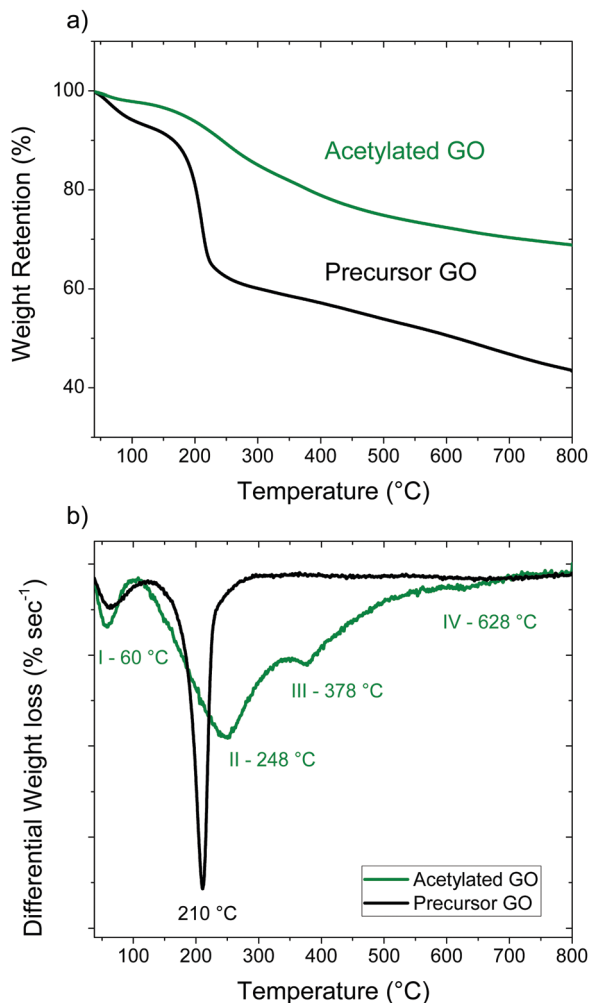 a)
100
80
60
40
Weight Retention (%)
Acetylated GO
Precursor GO
100 200 300 400 500 600 700 800
Temperature (°C)
b)
Differential Weight loss (% sec⁻¹)
I - 60 °C
II - 248 °C
III - 378 °C
IV - 628 °C
210 °C
Acetylated GO
Precursor GO
100 200 300 400 500 600 700 800
Temperature (°C)